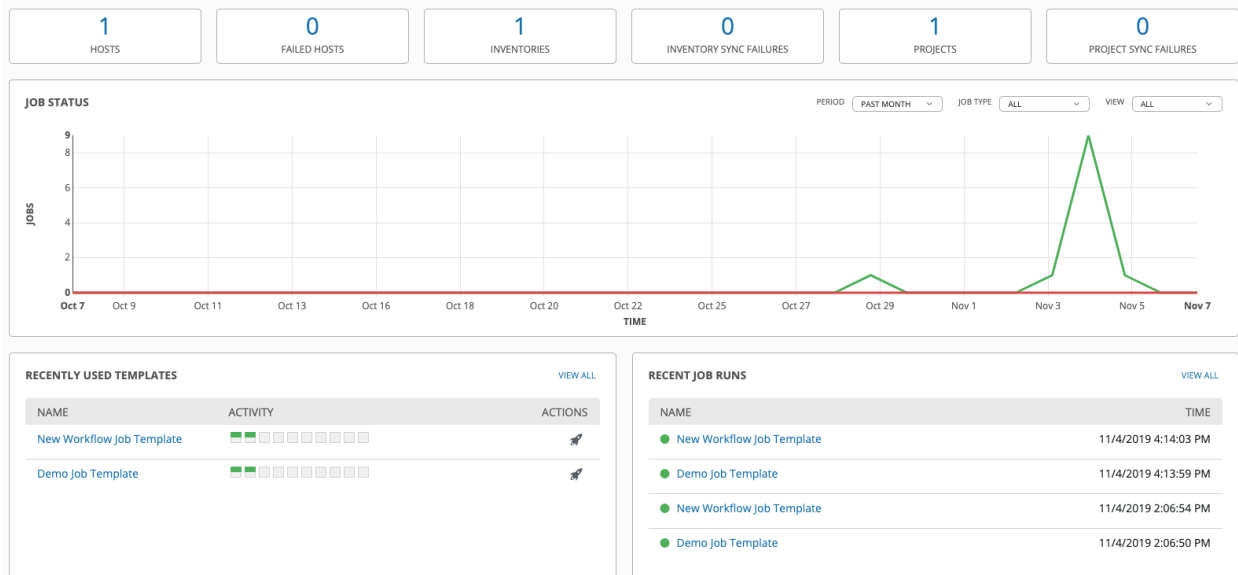 1 0 1 0 1 0
HOSTS FAILED HOSTS INVENTORIES INVENTORY SYNC FAILURES PROJECTS PROJECT SYNC FAILURES
JOB STATUS PERIOD PAST MONTH JOB TYPE ALL VIEW ALL
9
8
6
4
2
0
JOBS
Oct 7 Oct 9 Oct 11 Oct 13 Oct 16 Oct 18 Oct 20 Oct 22 Oct 25 Oct 27 Oct 29 Nov 1 Nov 3 Nov 5 Nov 7
TIME
RECENTLY USED TEMPLATES VIEW ALL
NAME ACTIVITY ACTIONS
New Workflow Job Template
Demo Job Template
RECENT JOB RUNS VIEW ALL
NAME TIME
New Workflow Job Template 11/4/2019 4:14:03 PM
Demo Job Template 11/4/2019 4:13:59 PM
New Workflow Job Template 11/4/2019 2:06:54 PM
Demo Job Template 11/4/2019 2:06:50 PM